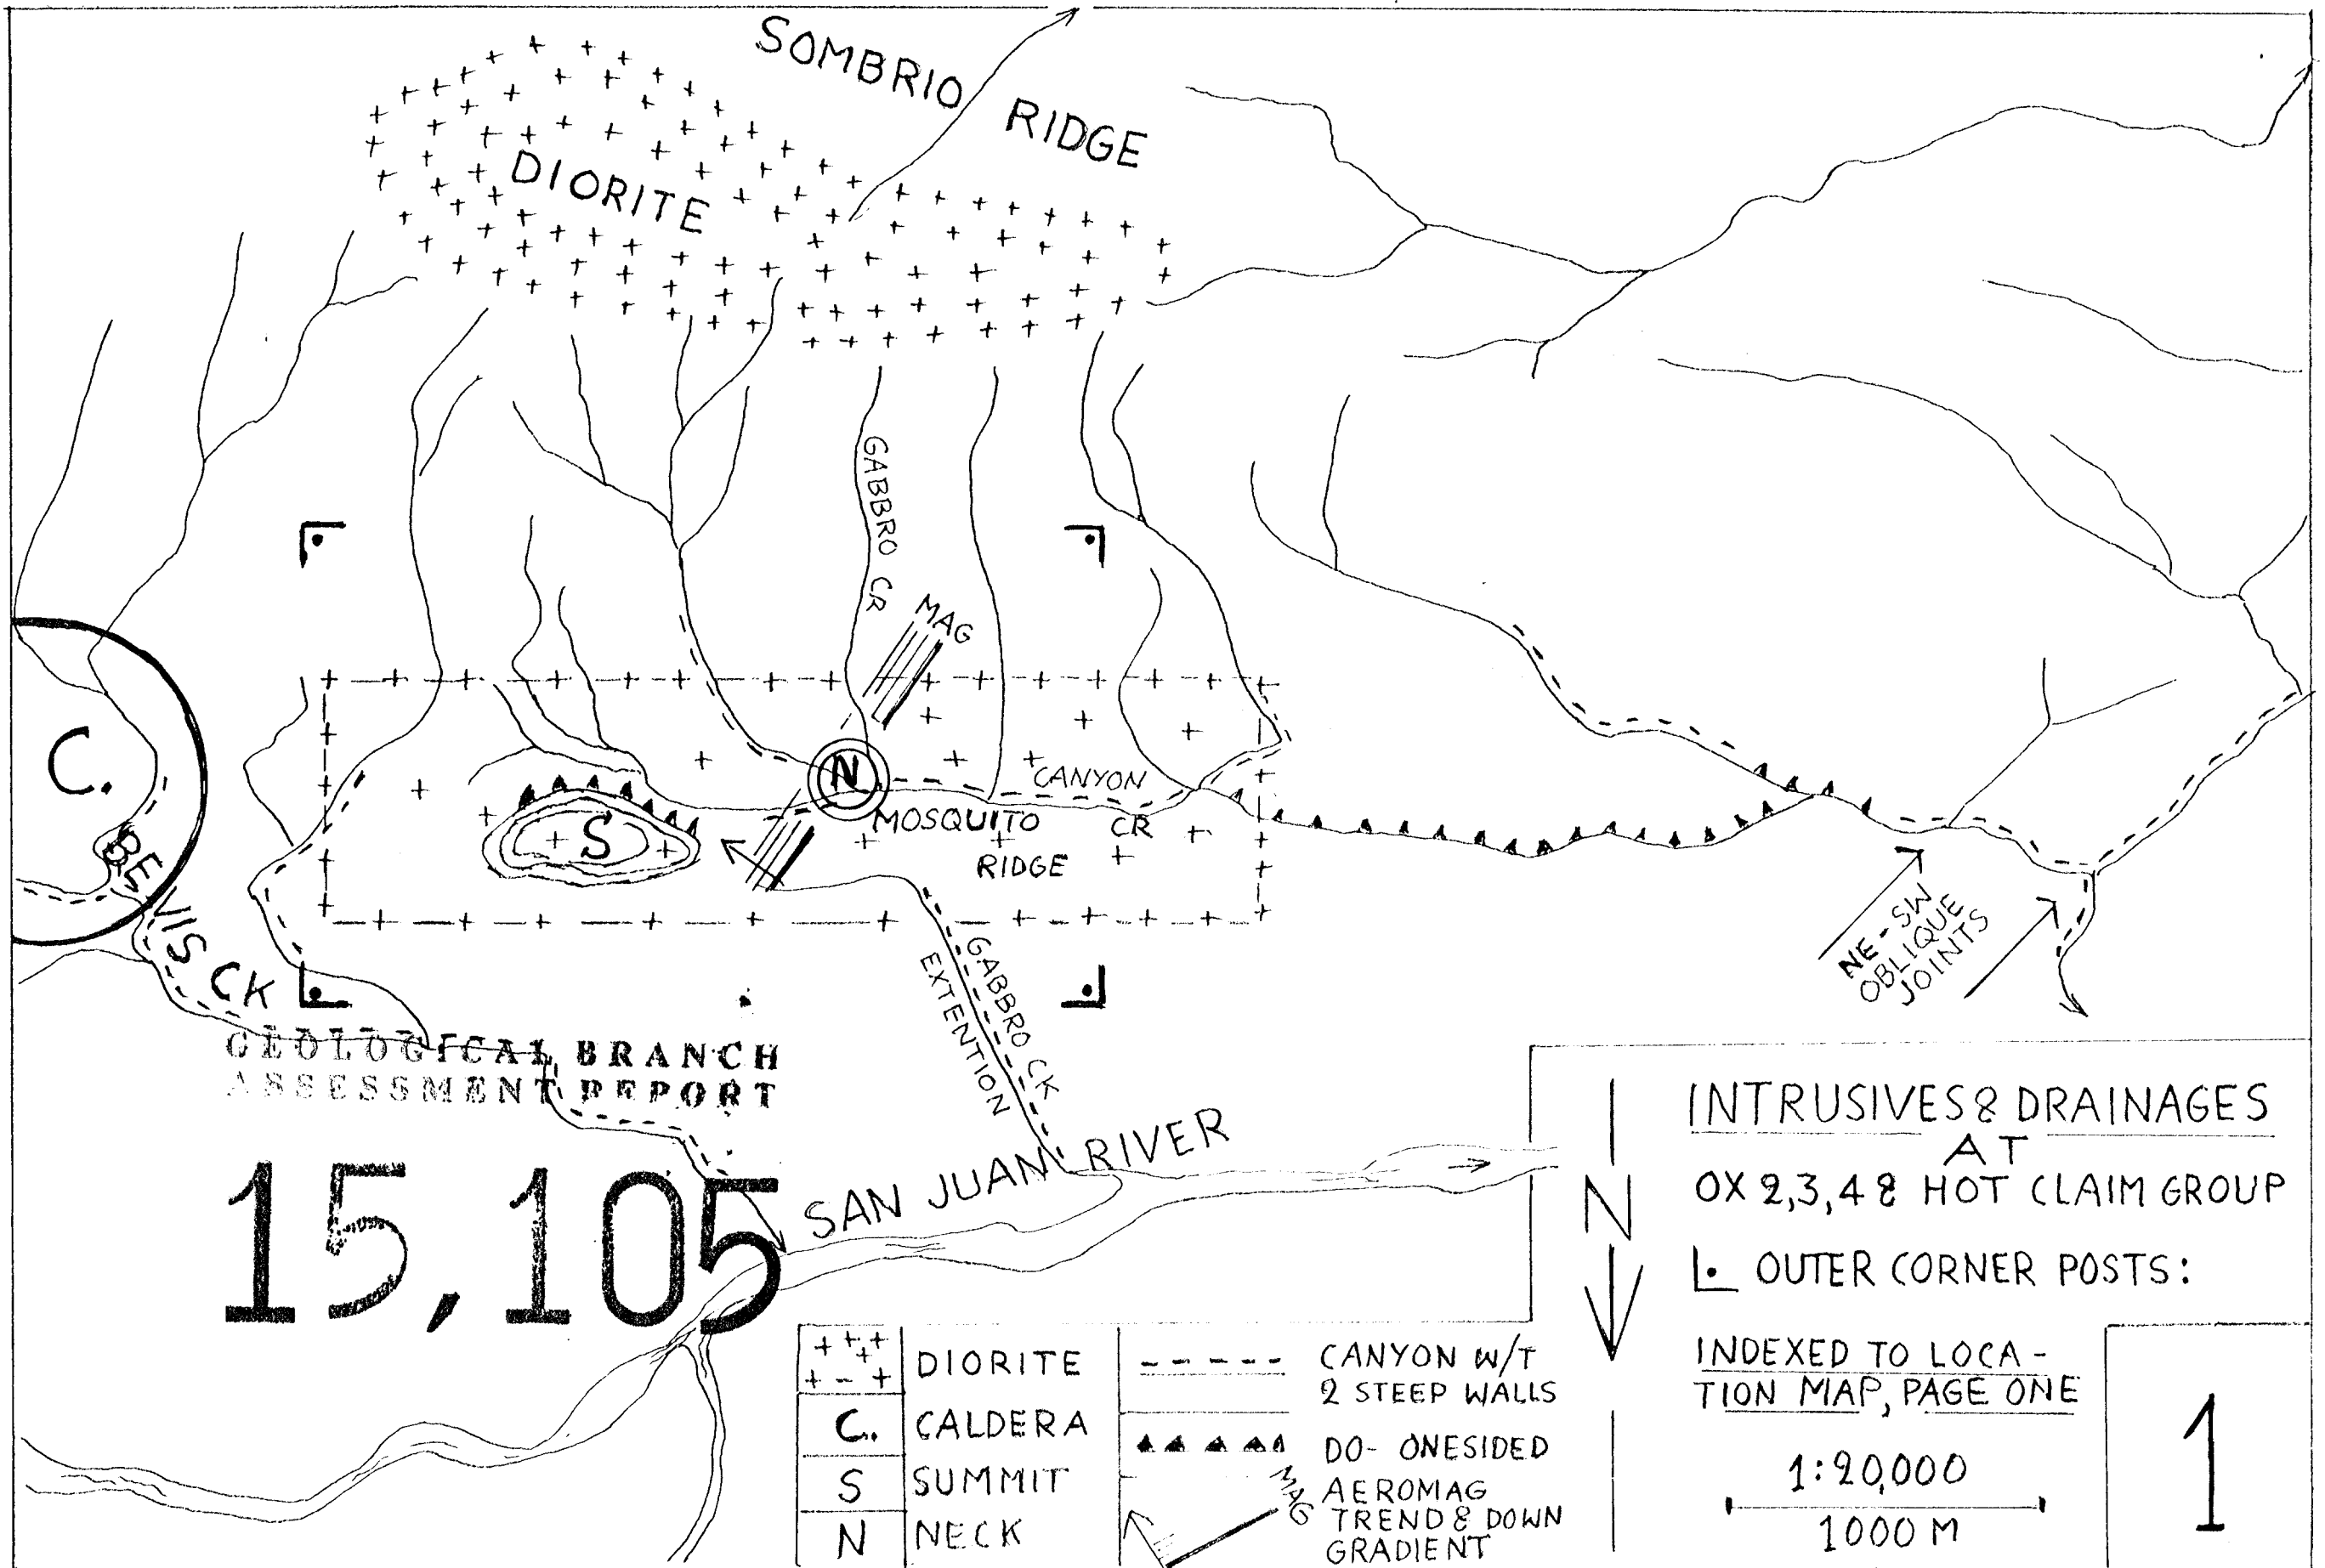 SOMBRIO RIDGE
DIORITE
GABBRO CR
MAG
C.
N
CANYON
S
MOSQUITO CR
RIDGE
BEVIS CK
NE-SW
OBLIQUE
JOINTS
GABBRO CK
EXTENTION
GEOLOGICAL BRANCH
ASSESSMENT REPORT
15,105
SAN JUAN RIVER
N
INTRUSIVES & DRAINAGES
AT
OX 2,3,4 & HOT CLAIM GROUP
OUTER CORNER POSTS:
INDEXED TO LOCA-
TION MAP, PAGE ONE
1:20,000
1000 M
1
DIORITE
C. CALDERA
S SUMMIT
N NECK
CANYON W/T
2 STEEP WALLS
DO- ONESIDED
MAG
AEROMAG
TREND & DOWN
GRADIENT